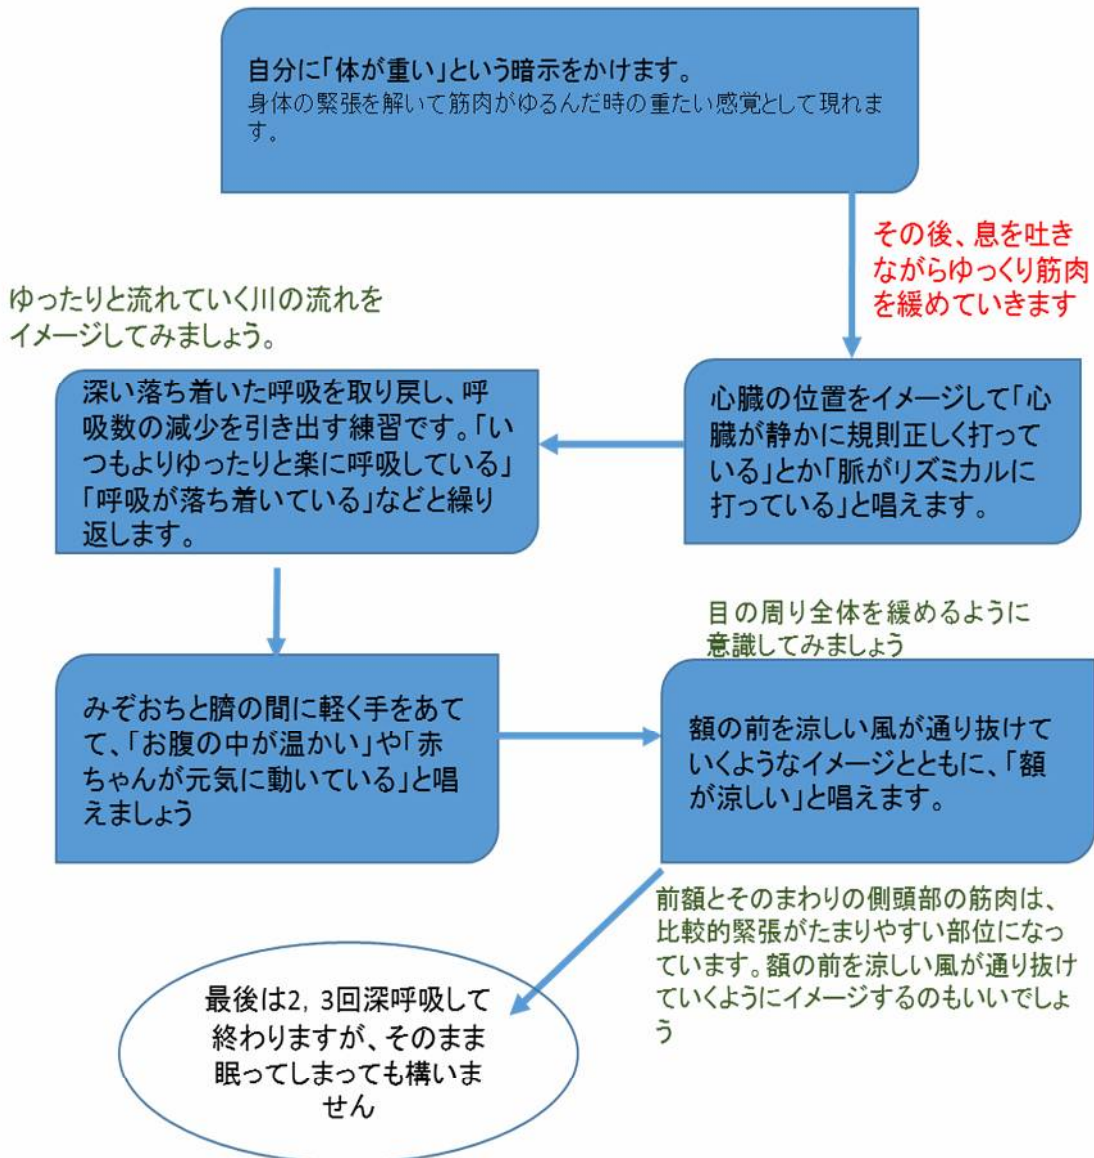 自分に「体が重い」という暗示をかけます。
身体の緊張を解いて筋肉がゆるんだ時の重たい感覚として現れま
す。
その後、息を吐き
ながらゆっくり筋肉
を緩めていきます
心臓の位置をイメージして「心
臓が静かに規則正しく打って
いる」とか「脈がリズミカルに
打っている」と唱えます。
ゆったりと流れていく川の流れを
イメージしてみましょう。
深い落ち着いた呼吸を取り戻し、呼
吸数の減少を引き出す練習です。「い
つもよりゆったりと楽に呼吸している」
「呼吸が落ち着いている」などと繰り
返します。
みぞおちと臍の間に軽く手をあて
て、「お腹の中が温かい」や「赤
ちゃんが元気に動いている」と唱
えましょう
目の周り全体を緩めるように
意識してみましょう
額の前を涼しい風が通り抜けて
いくようなイメージとともに、「額
が涼しい」と唱えます。
前額とそのまわりの側頭部の筋肉は、
比較的緊張がたまりやすい部位になっ
ています。額の前を涼しい風が通り抜け
ていくようにイメージするのもいいでしょ
う
最後は2, 3回深呼吸して
終わりますが、そのまま
眠ってしまっても構いま
せん